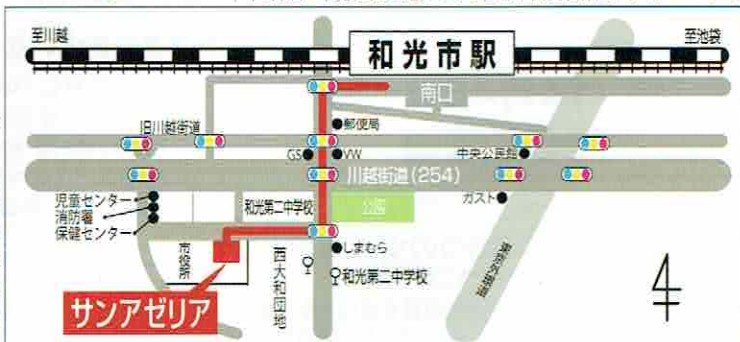 至川越
和光市駅
至池袋
南口
旧川越街道
郵便局
GS
VW
中央公民館
川越街道(254)
児童センター
消防署
保健センター
和光第二中学校
公園
ガスト
市役所
西大和団地
しまむら
和光第二中学校
サンアゼリア